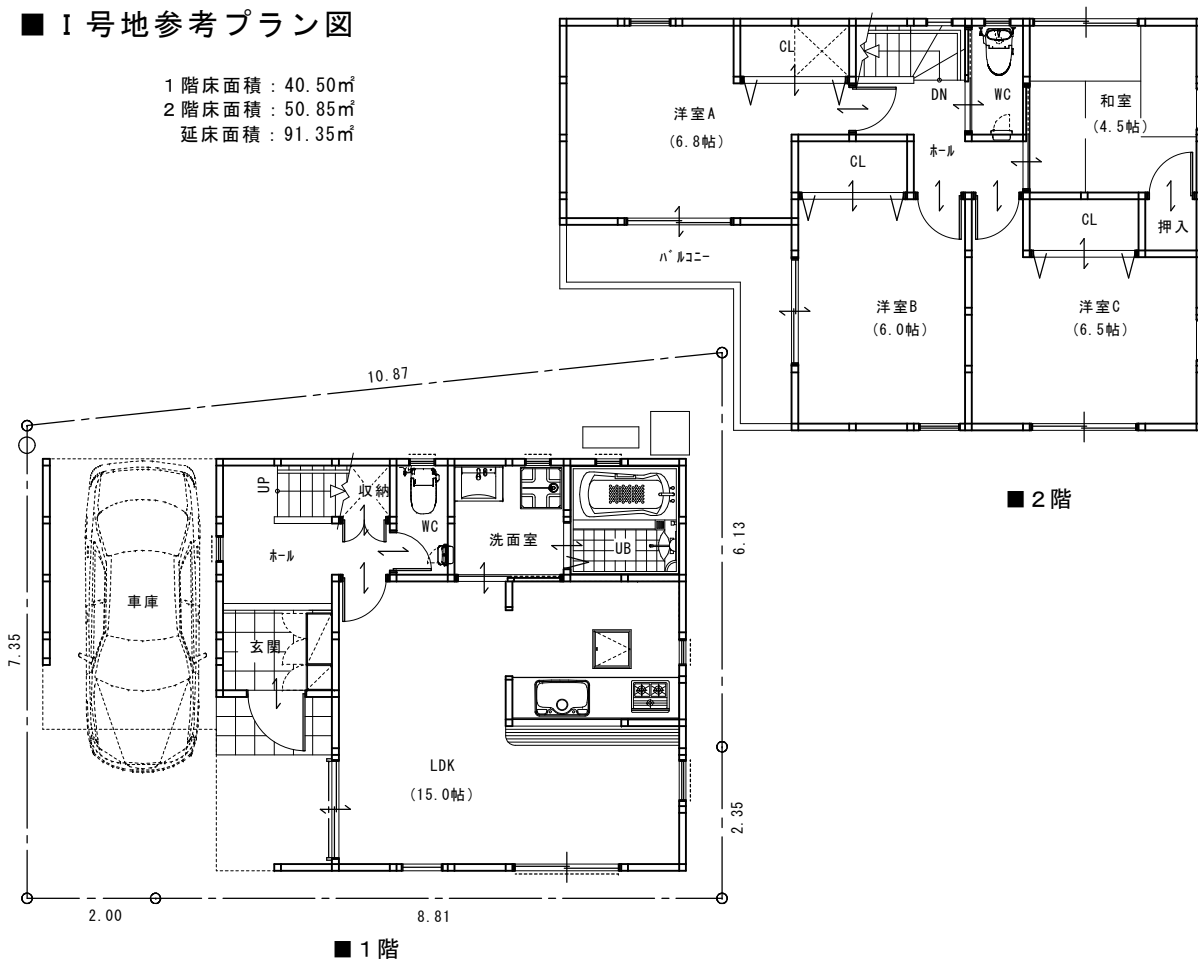 ■ I 号地参考プラン図
1階床面積：40.50㎡
2階床面積：50.85㎡
延床面積：91.35㎡
CL
洋室A
(6.8帖)
DN
WC
和室
(4.5帖)
CL
ホール
CL
押入
バルコニー
洋室B
(6.0帖)
洋室C
(6.5帖)
■2階
10.87
UP
収納
WC
洗面室
UB
ホール
6.13
車庫
玄関
7.35
LDK
(15.0帖)
2.35
2.00
8.81
■1階